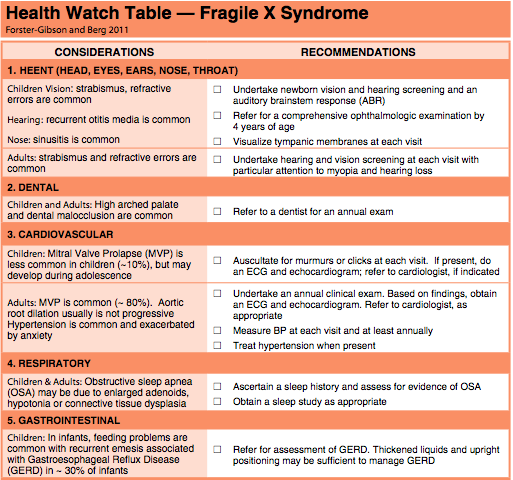 Health Watch Table — Fragile X Syndrome
Forster-Gibson and Berg 2011
CONSIDERATIONS
RECOMMENDATIONS
1. HEENT (HEAD, EYES, EARS, NOSE, THROAT)
Children Vision: strabismus, refractive
errors are common
Hearing: recurrent otitis media is common
Nose: sinusitis is common
☐ Undertake newborn vision and hearing screening and an
auditory brainstem response (ABR)
☐ Refer for a comprehensive ophthalmologic examination by
4 years of age
☐ Visualize tympanic membranes at each visit
Adults: strabismus and refractive errors are
common
☐ Undertake hearing and vision screening at each visit with
particular attention to myopia and hearing loss
2. DENTAL
Children and Adults: High arched palate
and dental malocclusion are common
☐ Refer to a dentist for an annual exam
3. CARDIOVASCULAR
Children: Mitral Valve Prolapse (MVP) is
less common in children (~10%), but may
develop during adolescence
☐ Auscultate for murmurs or clicks at each visit. If present, do
an ECG and echocardiogram; refer to cardiologist, if indicated
Adults: MVP is common (~ 80%). Aortic
root dilation usually is not progressive
Hypertension is common and exacerbated
by anxiety
☐ Undertake an annual clinical exam. Based on findings, obtain
an ECG and echocardiogram. Refer to cardiologist, as
appropriate
☐ Measure BP at each visit and at least annually
☐ Treat hypertension when present
4. RESPIRATORY
Children & Adults: Obstructive sleep apnea
(OSA) may be due to enlarged adenoids,
hypotonia or connective tissue dysplasia
☐ Ascertain a sleep history and assess for evidence of OSA
☐ Obtain a sleep study as appropriate
5. GASTROINTESTINAL
Children: In infants, feeding problems are
common with recurrent emesis associated
with Gastroesophageal Reflux Disease
(GERD) in ~ 30% of infants
☐ Refer for assessment of GERD. Thickened liquids and upright
positioning may be sufficient to manage GERD